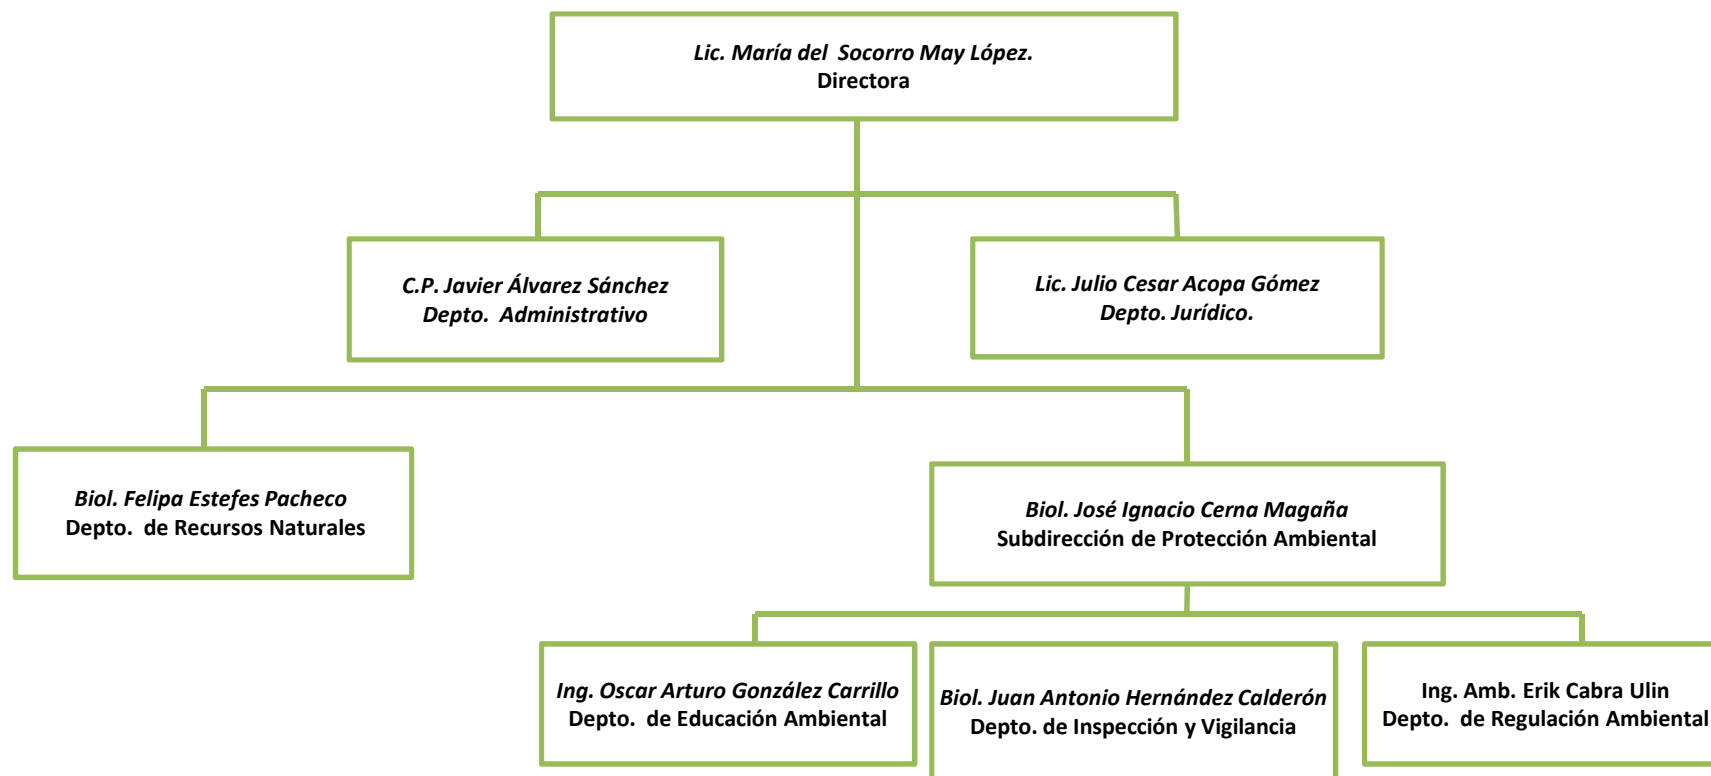 Lic. María del  Socorro May López.
Directora
C.P. Javier Álvarez Sánchez
Depto.  Administrativo
Lic. Julio Cesar Acopa Gómez
Depto. Jurídico.
Biol. Felipa Estefes Pacheco
Depto.  de Recursos Naturales
Biol. José Ignacio Cerna Magaña
Subdirección de Protección Ambiental
Ing. Oscar Arturo González Carrillo
Depto.  de Educación Ambiental
Biol. Juan Antonio Hernández Calderón
Depto. de Inspección y Vigilancia
Ing. Amb. Erik Cabra Ulin
Depto.  de Regulación Ambiental